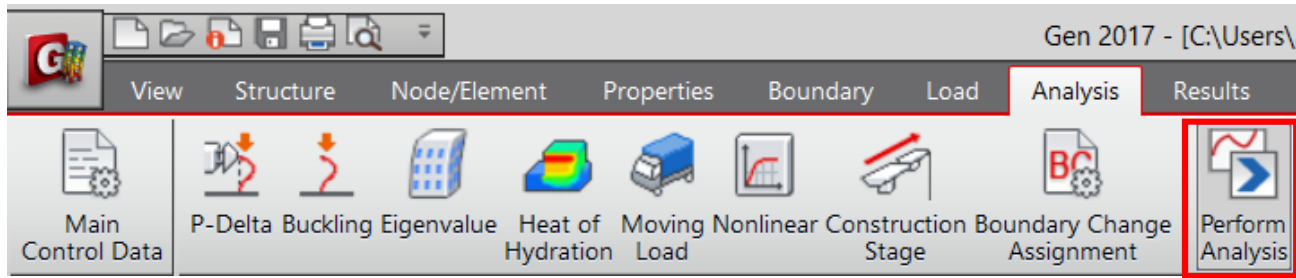 Gen 2017 - [C:\Users\
View Structure Node/Element Properties Boundary Load Analysis Results
Main Control Data
P-Delta
Buckling
Eigenvalue
Heat of Hydration
Moving Load
Nonlinear
Construction Stage
Boundary Change Assignment
Perform Analysis